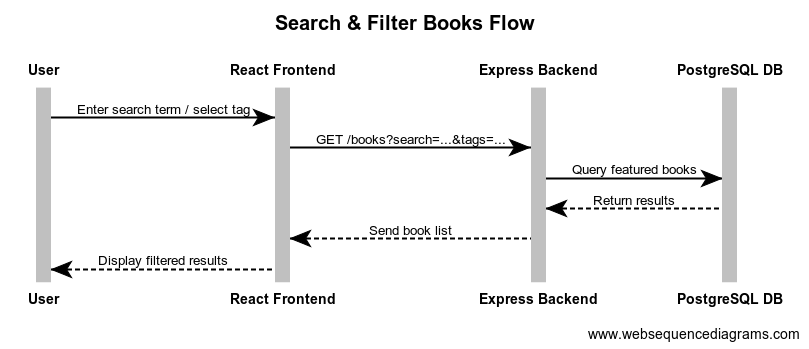 Search & Filter Books Flow
User
React Frontend
Express Backend
PostgreSQL DB
Enter search term / select tag
GET /books?search=...&tags=...
Query featured books
Return results
Send book list
Display filtered results
User
React Frontend
Express Backend
PostgreSQL DB
www.websequencediagrams.com